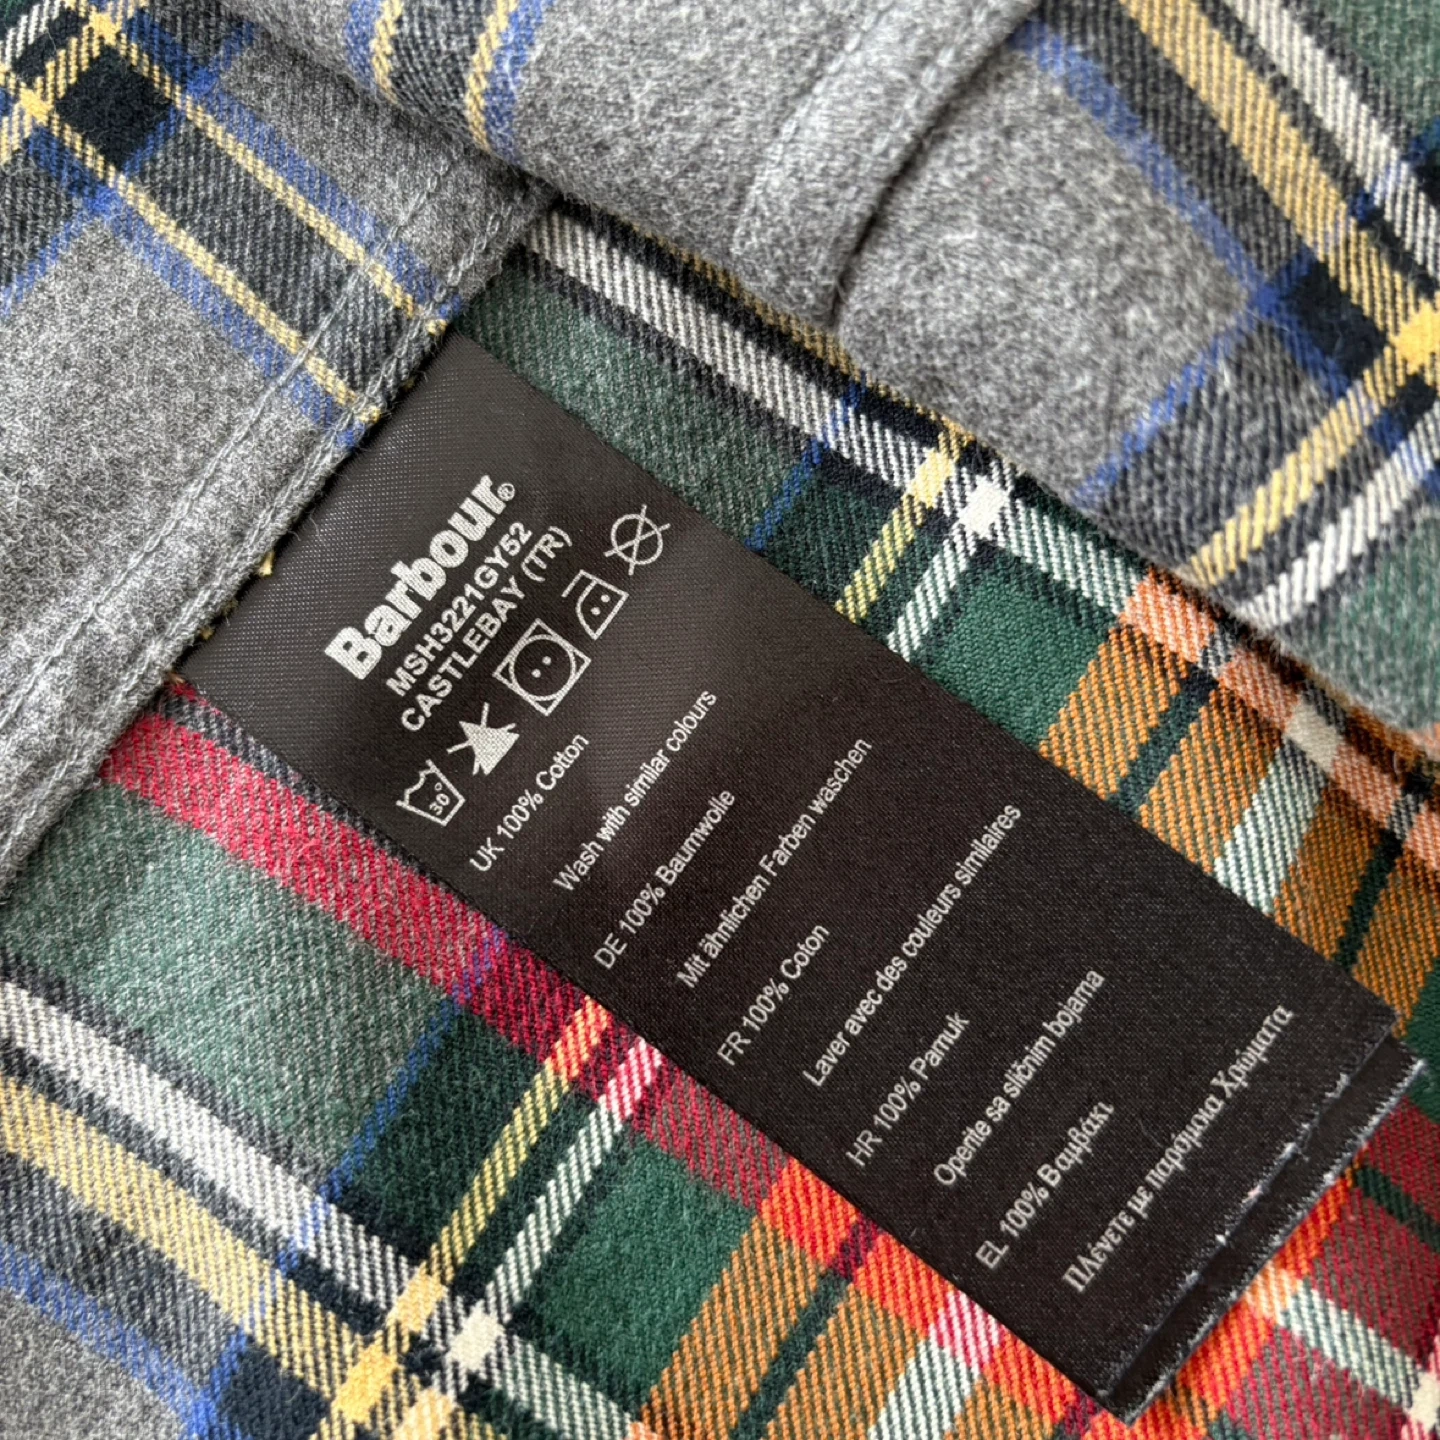 Barbour®
MSH3221GY52
CASTLEBAY (TR)
30°
UK 100% Cotton
Wash with similar colours
DE 100% Baumwolle
Mit ähnlichen Farben waschen
FR 100% Coton
Laver avec des couleurs similaires
HR 100% Pamuk
Operite sa sličnim bojama
EL 100% Βαμβάκι
Πλένετε με παρόμοια Χρώματα